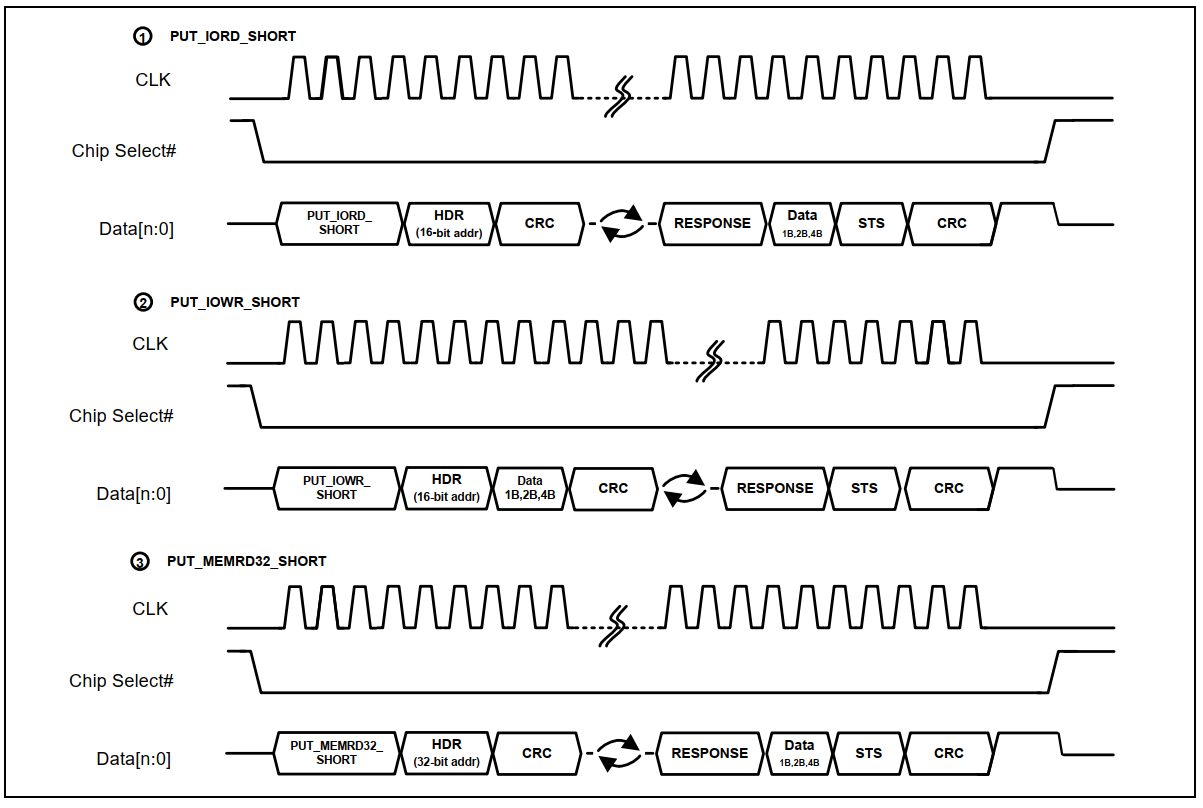 1 PUT_IORD_SHORT
CLK
Chip Select#
Data[n:0]
PUT_IORD_
SHORT
HDR
(16-bit addr)
CRC
RESPONSE
Data
1B,2B,4B
STS
CRC
2 PUT_IOWR_SHORT
CLK
Chip Select#
Data[n:0]
PUT_IOWR_
SHORT
HDR
(16-bit addr)
Data
1B,2B,4B
CRC
RESPONSE
STS
CRC
3 PUT_MEMRD32_SHORT
CLK
Chip Select#
Data[n:0]
PUT_MEMRD32_
SHORT
HDR
(32-bit addr)
CRC
RESPONSE
Data
1B,2B,4B
STS
CRC